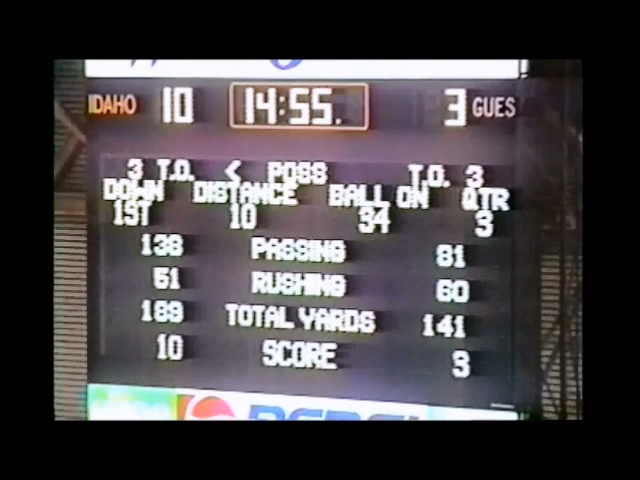 IDAHO 10 14:55. 3 GUES
3 T.O. < POSS T.O. 3
DOWN DISTANCE BALL ON QTR
1ST 10 34 3
138 PASSING 81
51 RUSHING 60
189 TOTAL YARDS 141
10 SCORE 3
PEPSI